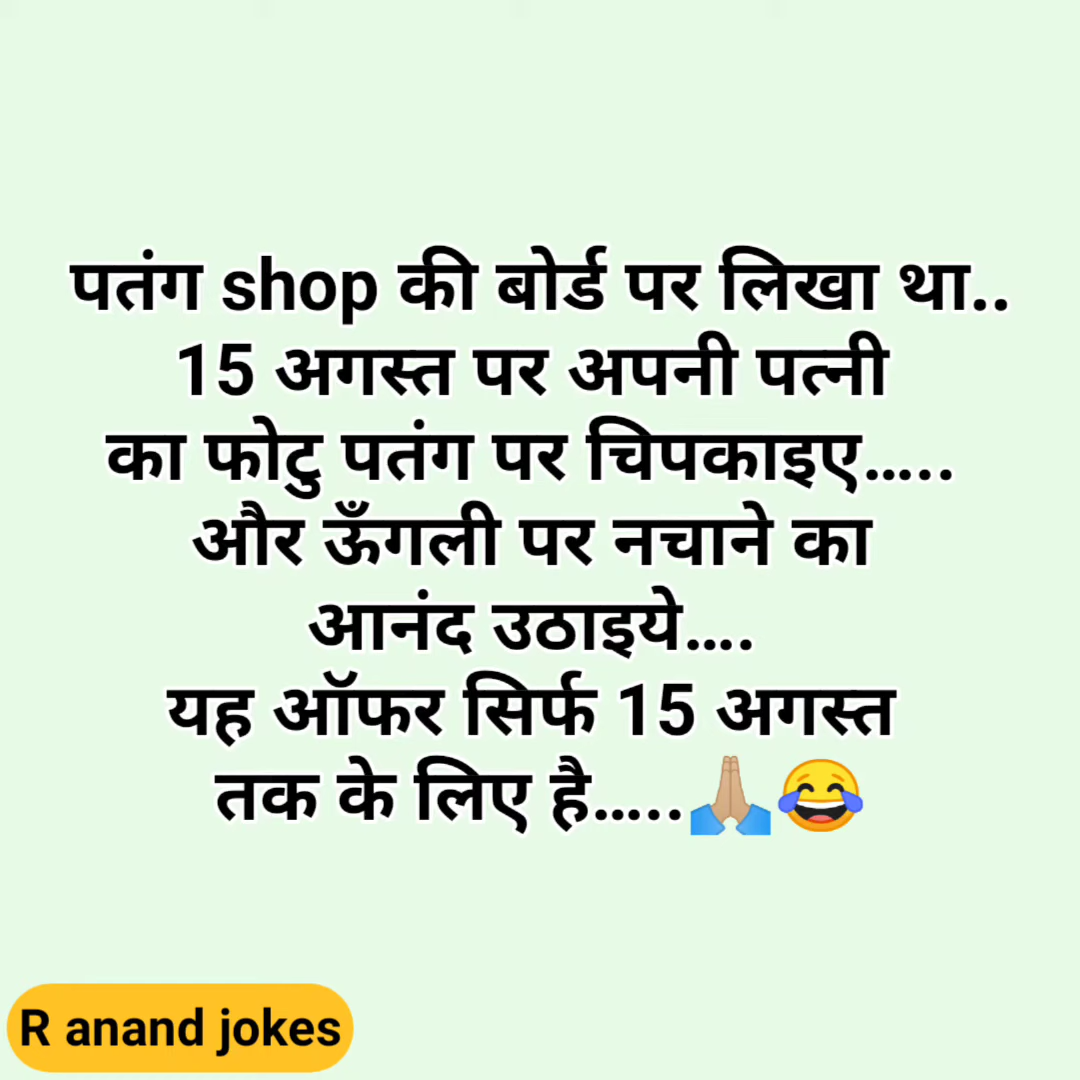 पतंग shop की बोर्ड पर लिखा था..
15 अगस्त पर अपनी पत्नी
का फोटु पतंग पर चिपकाइए.....
और ऊँगली पर नचाने का
आनंद उठाइये....
यह ऑफर सिर्फ 15 अगस्त
तक के लिए है.....🙏🏼😂
R anand jokes